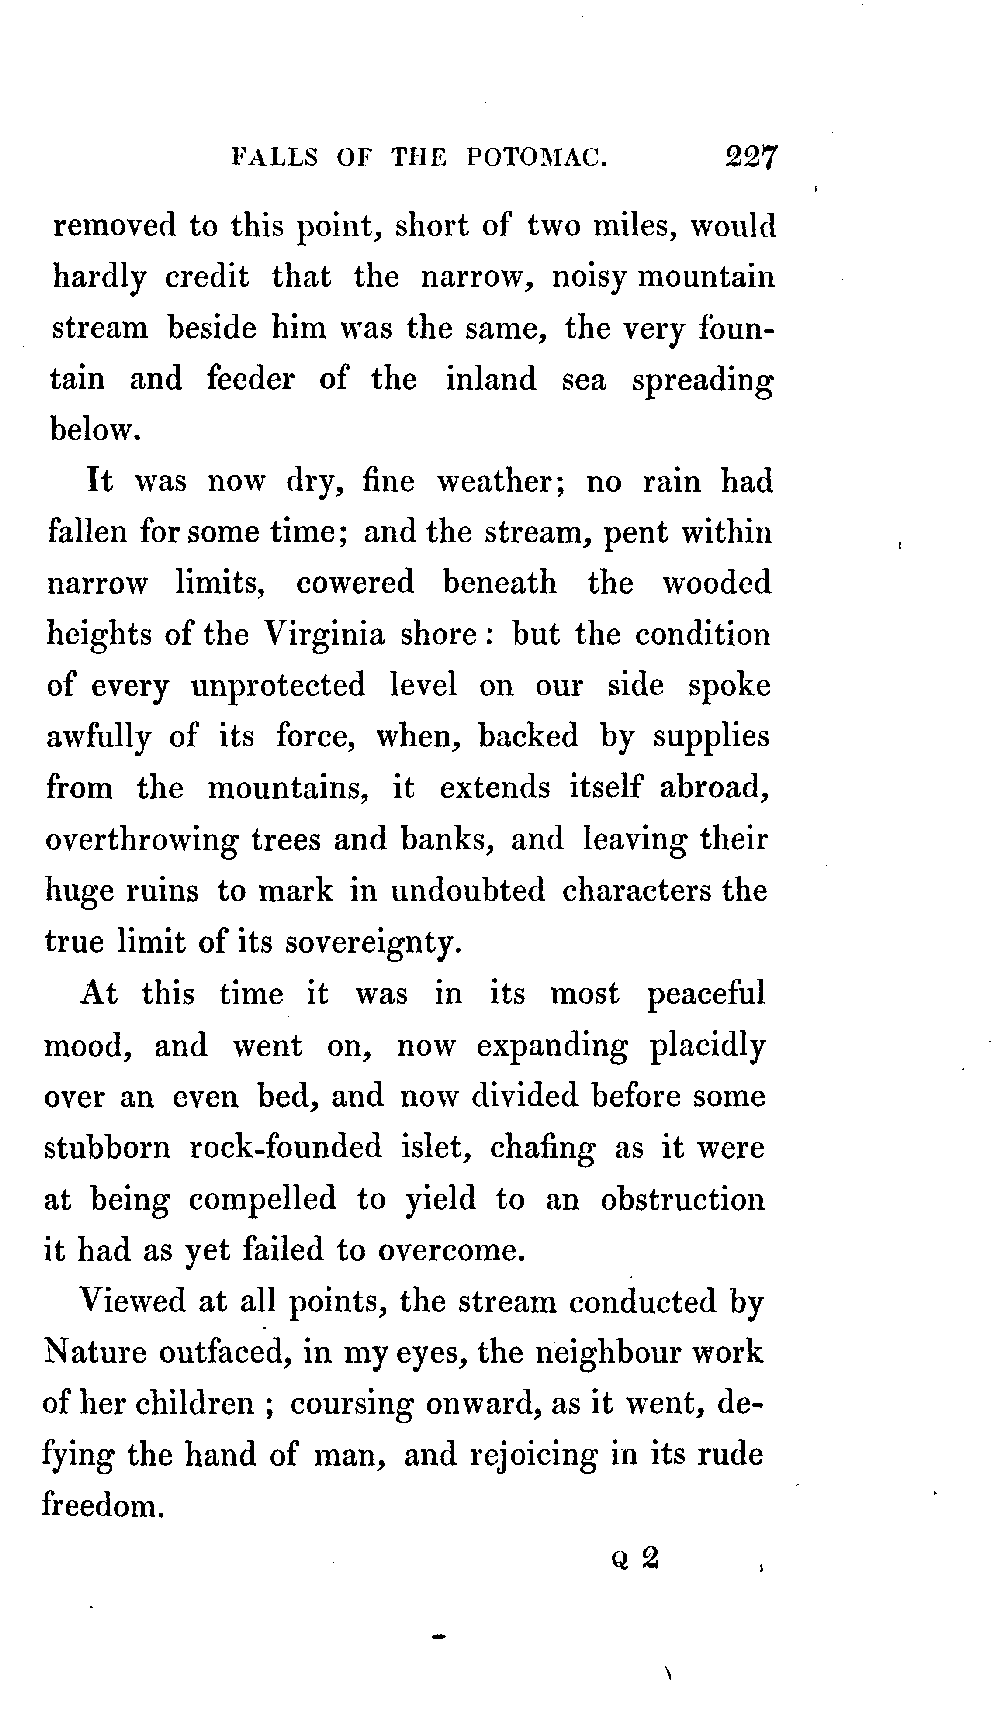 FALLS OF THE POTOMAC. 227
removed to this point, short of two miles, would
hardly credit that the narrow, noisy mountain
stream beside him was the same, the very foun-
tain and feeder of the inland sea spreading
below.
It was now dry, fine weather; no rain had
fallen for some time; and the stream, pent within
narrow limits, cowered beneath the wooded
heights of the Virginia shore: but the condition
of every unprotected level on our side spoke
awfully of its force, when, backed by supplies
from the mountains, it extends itself abroad,
overthrowing trees and banks, and leaving their
huge ruins to mark in undoubted characters the
true limit of its sovereignty.
At this time it was in its most peaceful
mood, and went on, now expanding placidly
over an even bed, and now divided before some
stubborn rock-founded islet, chafing as it were
at being compelled to yield to an obstruction
it had as yet failed to overcome.
Viewed at all points, the stream conducted by
Nature outfaced, in my eyes, the neighbour work
of her children ; coursing onward, as it went, de-
fying the hand of man, and rejoicing in its rude
freedom.
Q 2